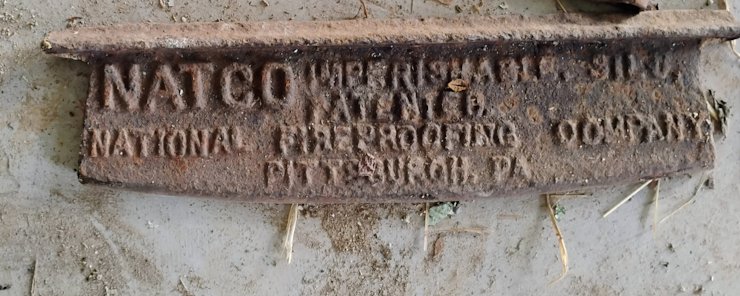 NATCO IMPERISHABLE SILO
PATENTED
NATIONAL FIREPROOFING COMPANY
PITTSBURGH, PA